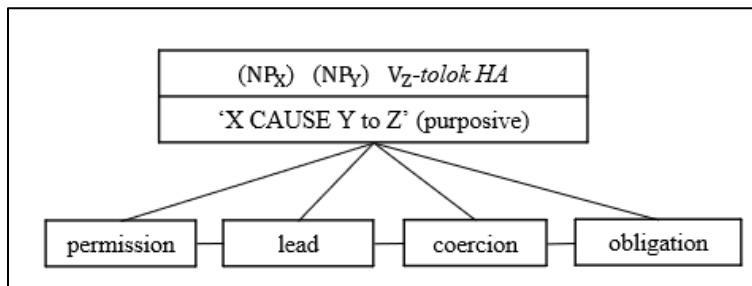 (NPX) (NPY) VZ-tolok HA
‘X CAUSE Y to Z’ (purposive)
permission lead coercion obligation